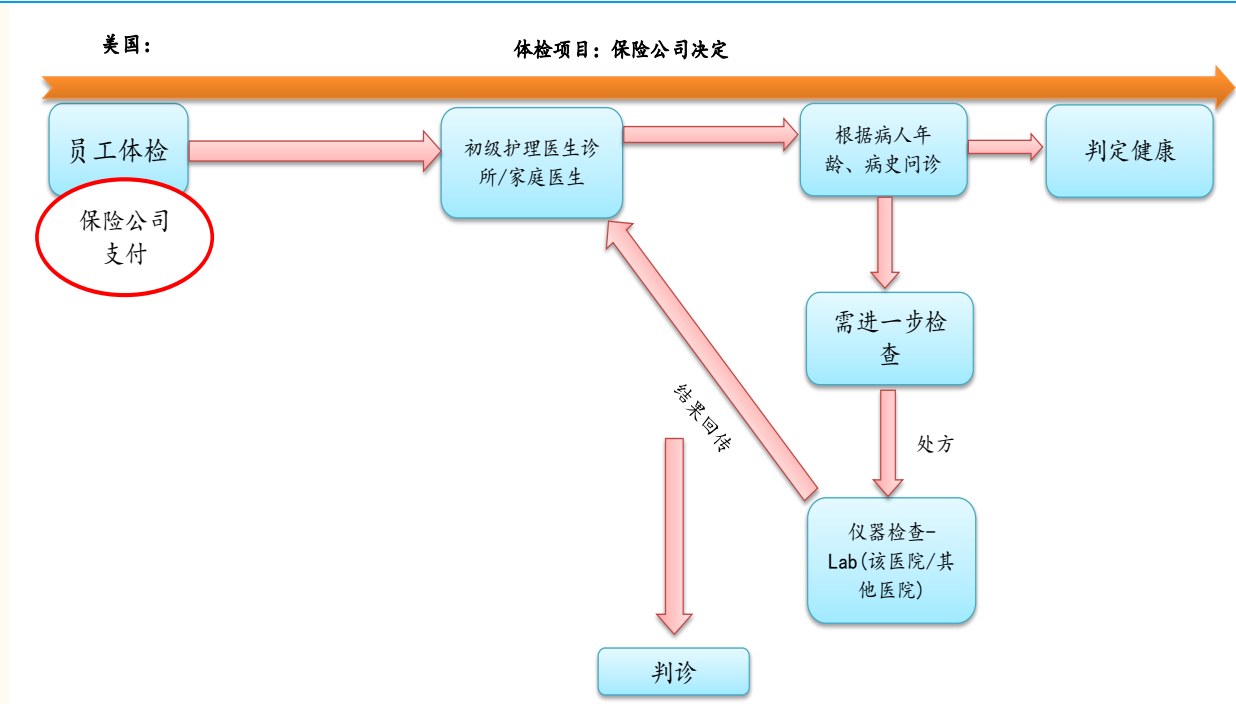 美国：
体检项目：保险公司决定
员工体检
保险公司
支付
初级护理医生诊
所/家庭医生
根据病人年
龄、病史问诊
判定健康
需进一步检
查
处方
结果回传
仪器检查-
Lab(该医院/其
他医院)
判诊